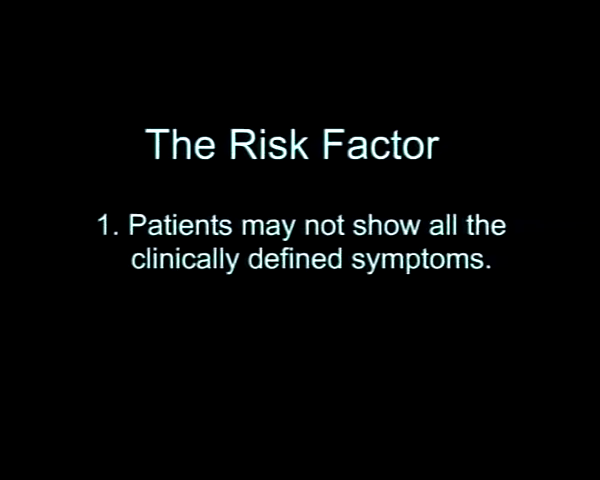 The Risk Factor
1. Patients may not show all the
clinically defined symptoms.